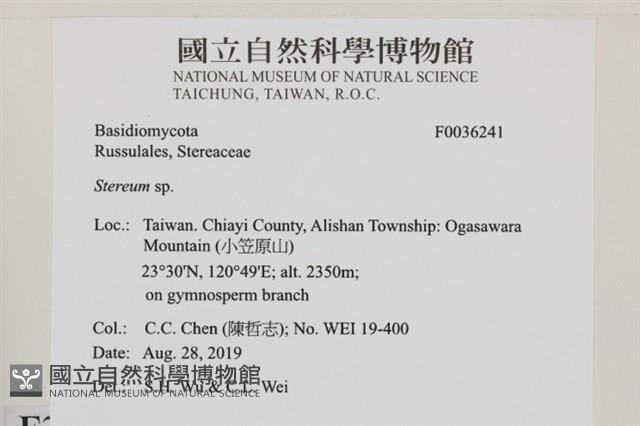 國立自然科學博物館
NATIONAL MUSEUM OF NATURAL SCIENCE
TAICHUNG, TAIWAN, R.O.C.
Basidiomycota F0036241
Russulales, Stereaceae
Stereum sp.
Loc.: Taiwan. Chiayi County, Alishan Township: Ogasawara
Mountain (小笠原山)
23°30'N, 120°49'E; alt. 2350m;
on gymnosperm branch
Col.: C.C. Chen (陳哲志); No. WEI 19-400
Date: Aug. 28, 2019
Det.: S.H. Wu & C.L. Wei
國立自然科學博物館
NATIONAL MUSEUM OF NATURAL SCIENCE